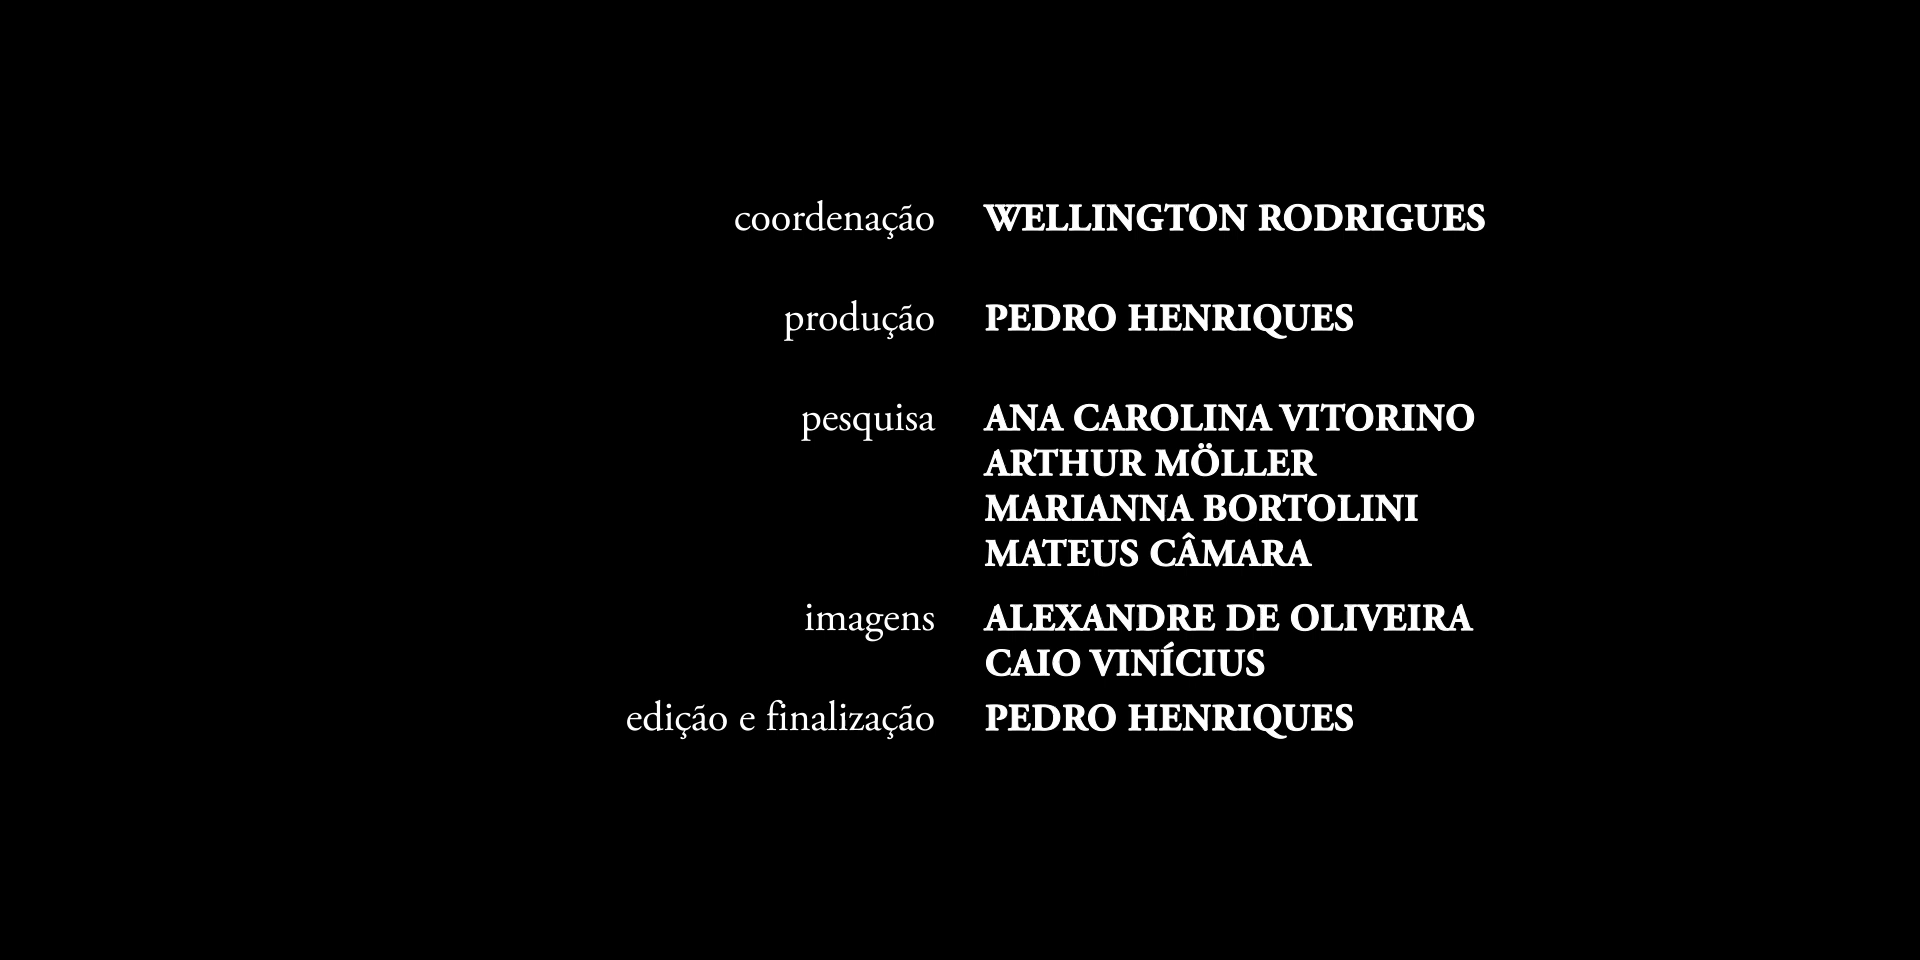 coordenação WELLINGTON RODRIGUES
produção PEDRO HENRIQUES
pesquisa ANA CAROLINA VITORINO
ARTHUR MÖLLER
MARIANNA BORTOLINI
MATEUS CÂMARA
imagens ALEXANDRE DE OLIVEIRA
CAIO VINÍCIUS
edição e finalização PEDRO HENRIQUES